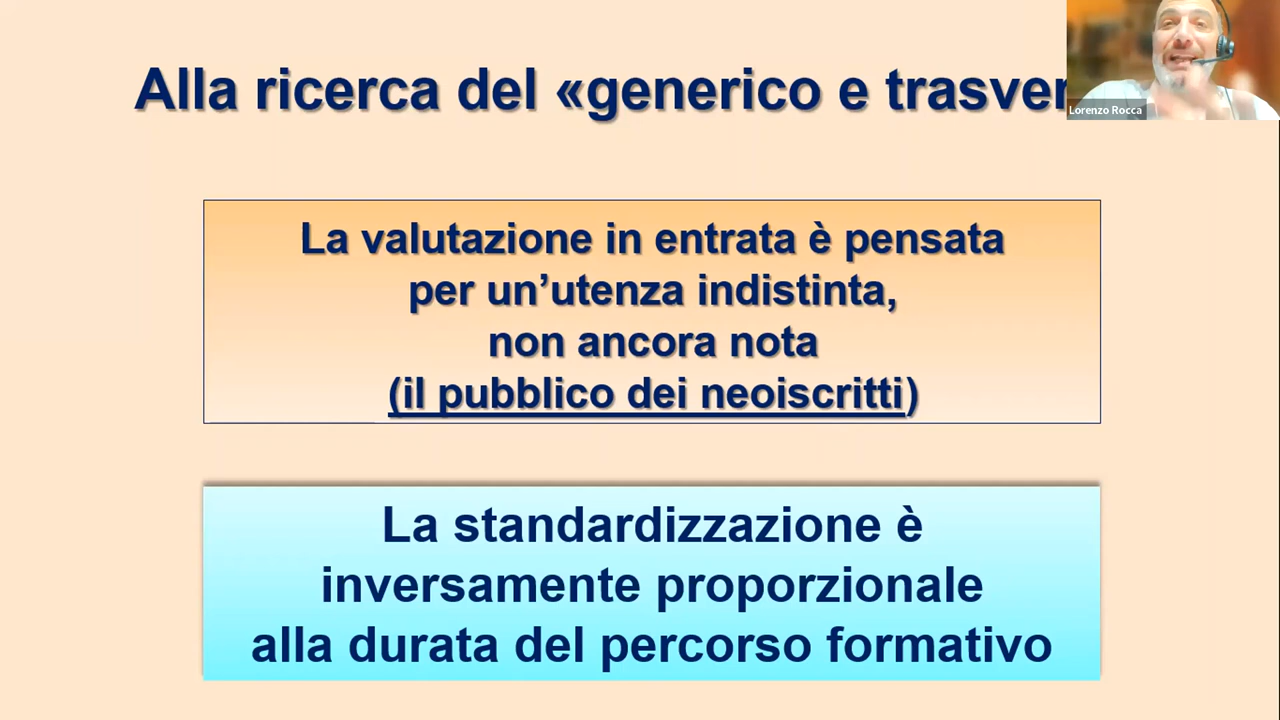 Alla ricerca del «generico e
Lorenzo Rocca
La valutazione in entrata è pensata
per un’utenza indistinta,
non ancora nota
(il pubblico dei neoiscritti)
La standardizzazione è
inversamente proporzionale
alla durata del percorso formativo